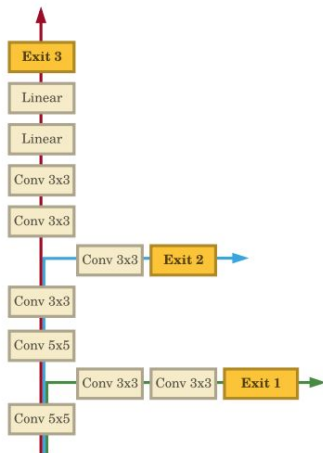 Exit 3
Linear
Linear
Conv 3x3
Conv 3x3
Conv 3x3 Exit 2
Conv 3x3
Conv 5x5
Conv 3x3 Conv 3x3 Exit 1
Conv 5x5